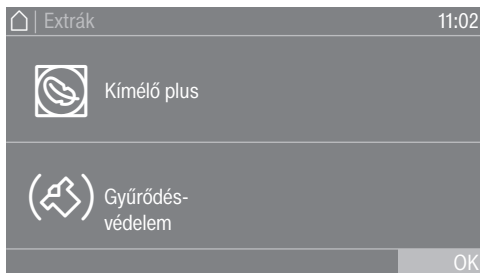 | Extrák 11:02
Kímélő plus
Gyűrődés-
védelem
OK